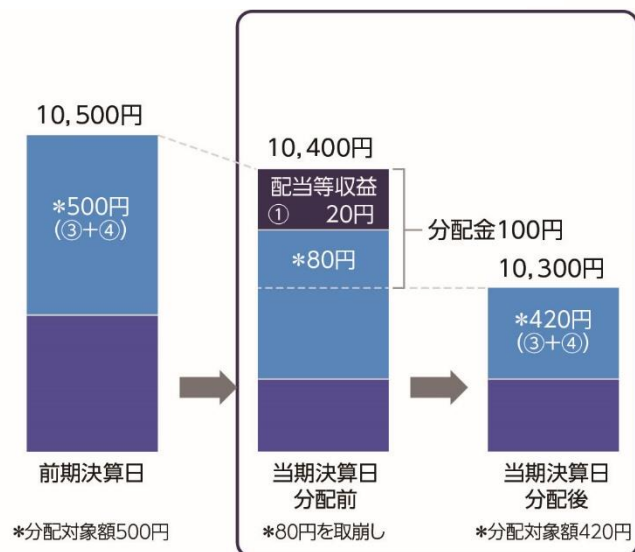 10,500円
*500円
(③+④)
前期決算日
*分配対象額500円
10,400円
配当等収益
① 20円
*80円
分配金100円
当期決算日
分配前
*80円を取崩し
10,300円
*420円
(③+④)
当期決算日
分配後
*分配対象額420円